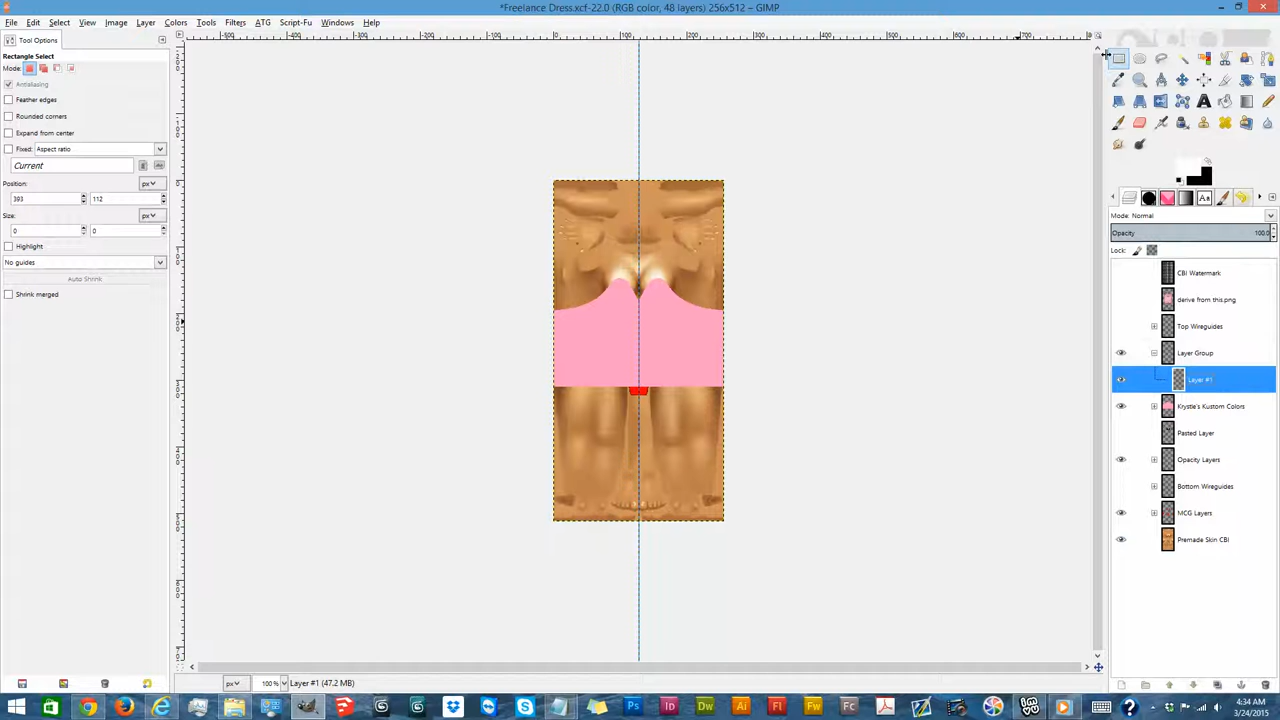 *Freelance Dress.xcf-22.0 (RGB color, 48 layers) 256x512 – GIMP
File Edit Select View Image Layer Colors Tools Filters ATG Script-Fu Windows Help
Tool Options
Rectangle Select
Mode:
Antialiasing
Feather edges
Rounded corners
Expand from center
Fixed: Aspect ratio
Current
Position: px
393 112
Size: px
0 0
Highlight
No guides
Auto Shrink
Shrink merged
Mode: Normal
Opacity 100.0
Lock:
CBI Watermark
derive from this.png
Top Wireguides
Layer Group
Layer #1
Krystle's Kustom Colors
Pasted Layer
Opacity Layers
Bottom Wireguides
MCG Layers
Premade Skin CBI
px 100% Layer #1 (47.2 MB)
4:34 AM
3/24/2015